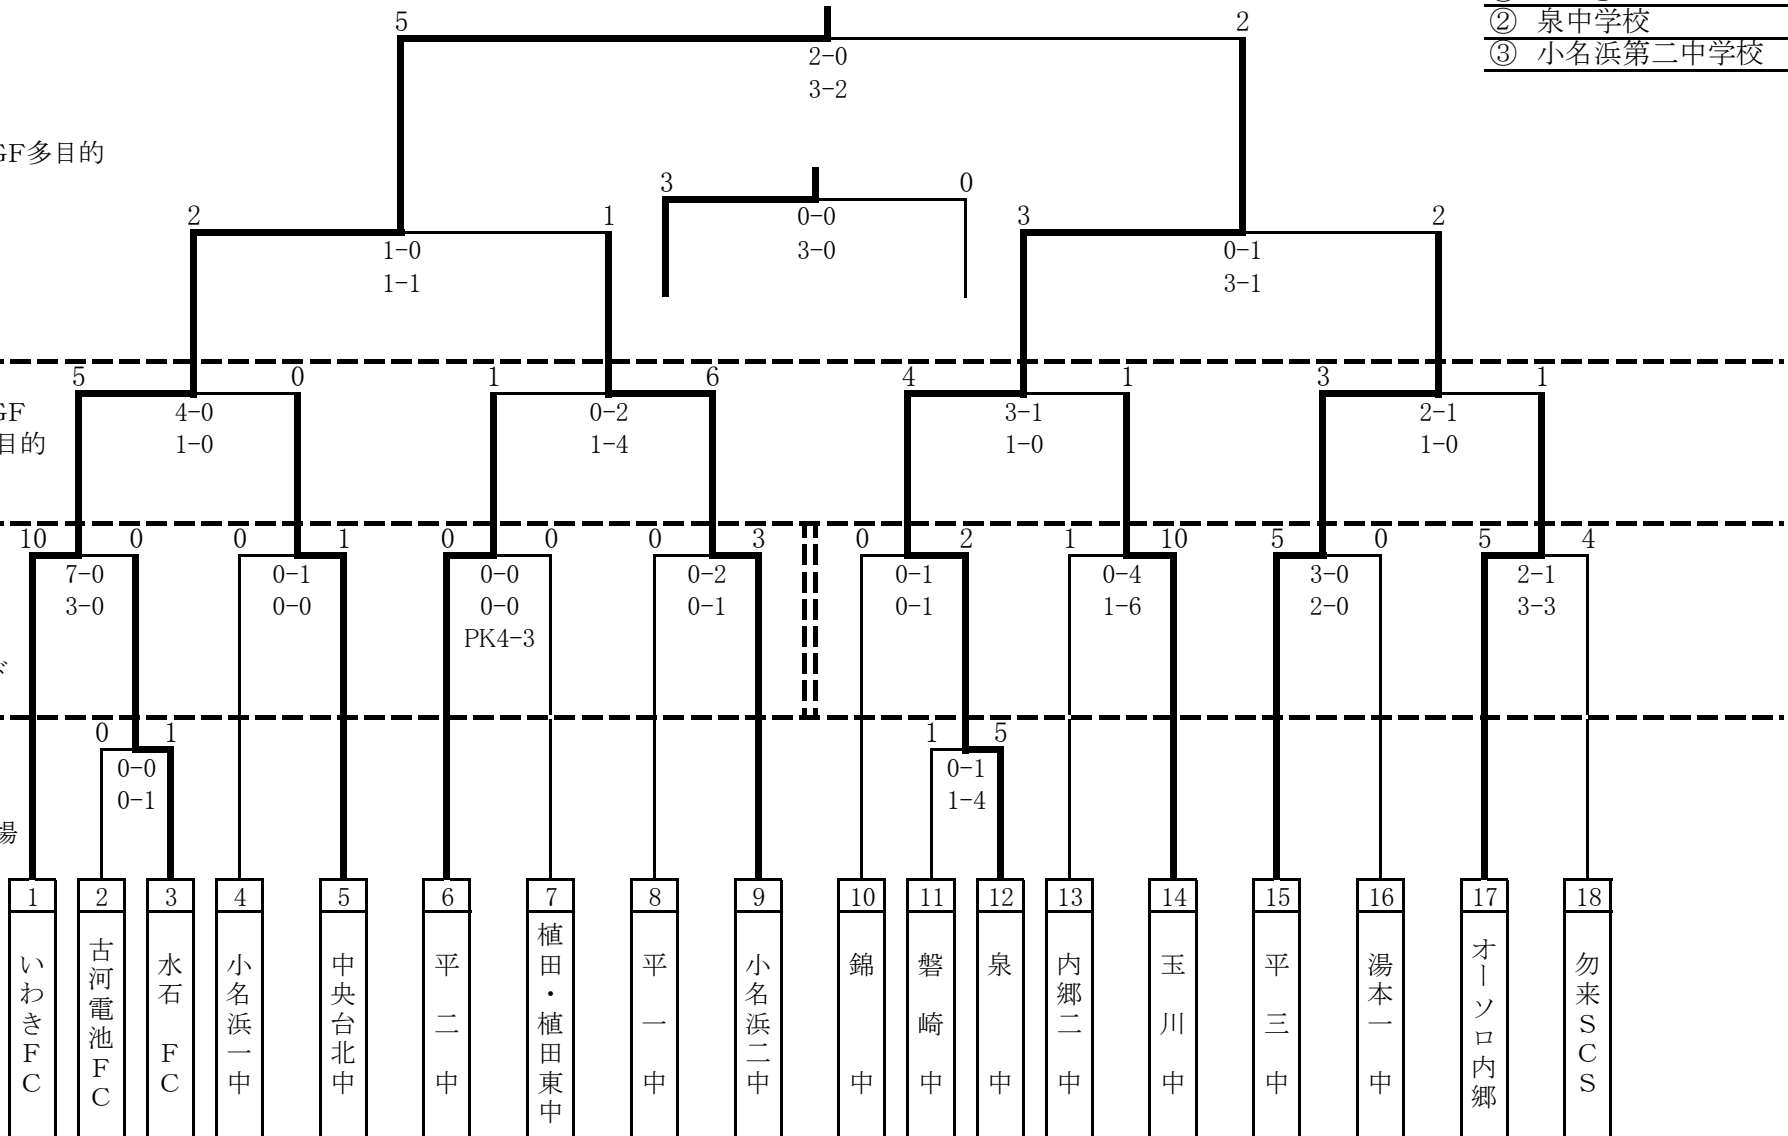 ② 泉中学校
③ 小名浜第二中学校
5 2
2-0
3-2
GF多目的
3 0
0-0
3-0
2 1 3 2
1-0 0-1
1-1 3-1
5 0 1 6 4 1 3 1
4-0 0-2 3-1 2-1
1-0 1-4 1-0 1-0
GF
目的
10 0 0 1 0 0 0 3 0 2 1 10 5 0 5 4
7-0 0-1 0-0 0-2 0-1 0-4 3-0 2-1
3-0 0-0 0-0 0-1 0-1 1-6 2-0 3-3
PK4-3
ド
0 1 1 5
0-0 0-1
0-1 1-4
場
1 2 3 4 5 6 7 8 9 10 11 12 13 14 15 16 17 18
いわきFC
古河電池FC
水石 FC
小名浜一中
中央台北中
平二中
植田・植田東中
平一中
小名浜二中
錦中
磐崎中
泉中
内郷二中
玉川中
平三中
湯本一中
オーソロ内郷
勿来SCS